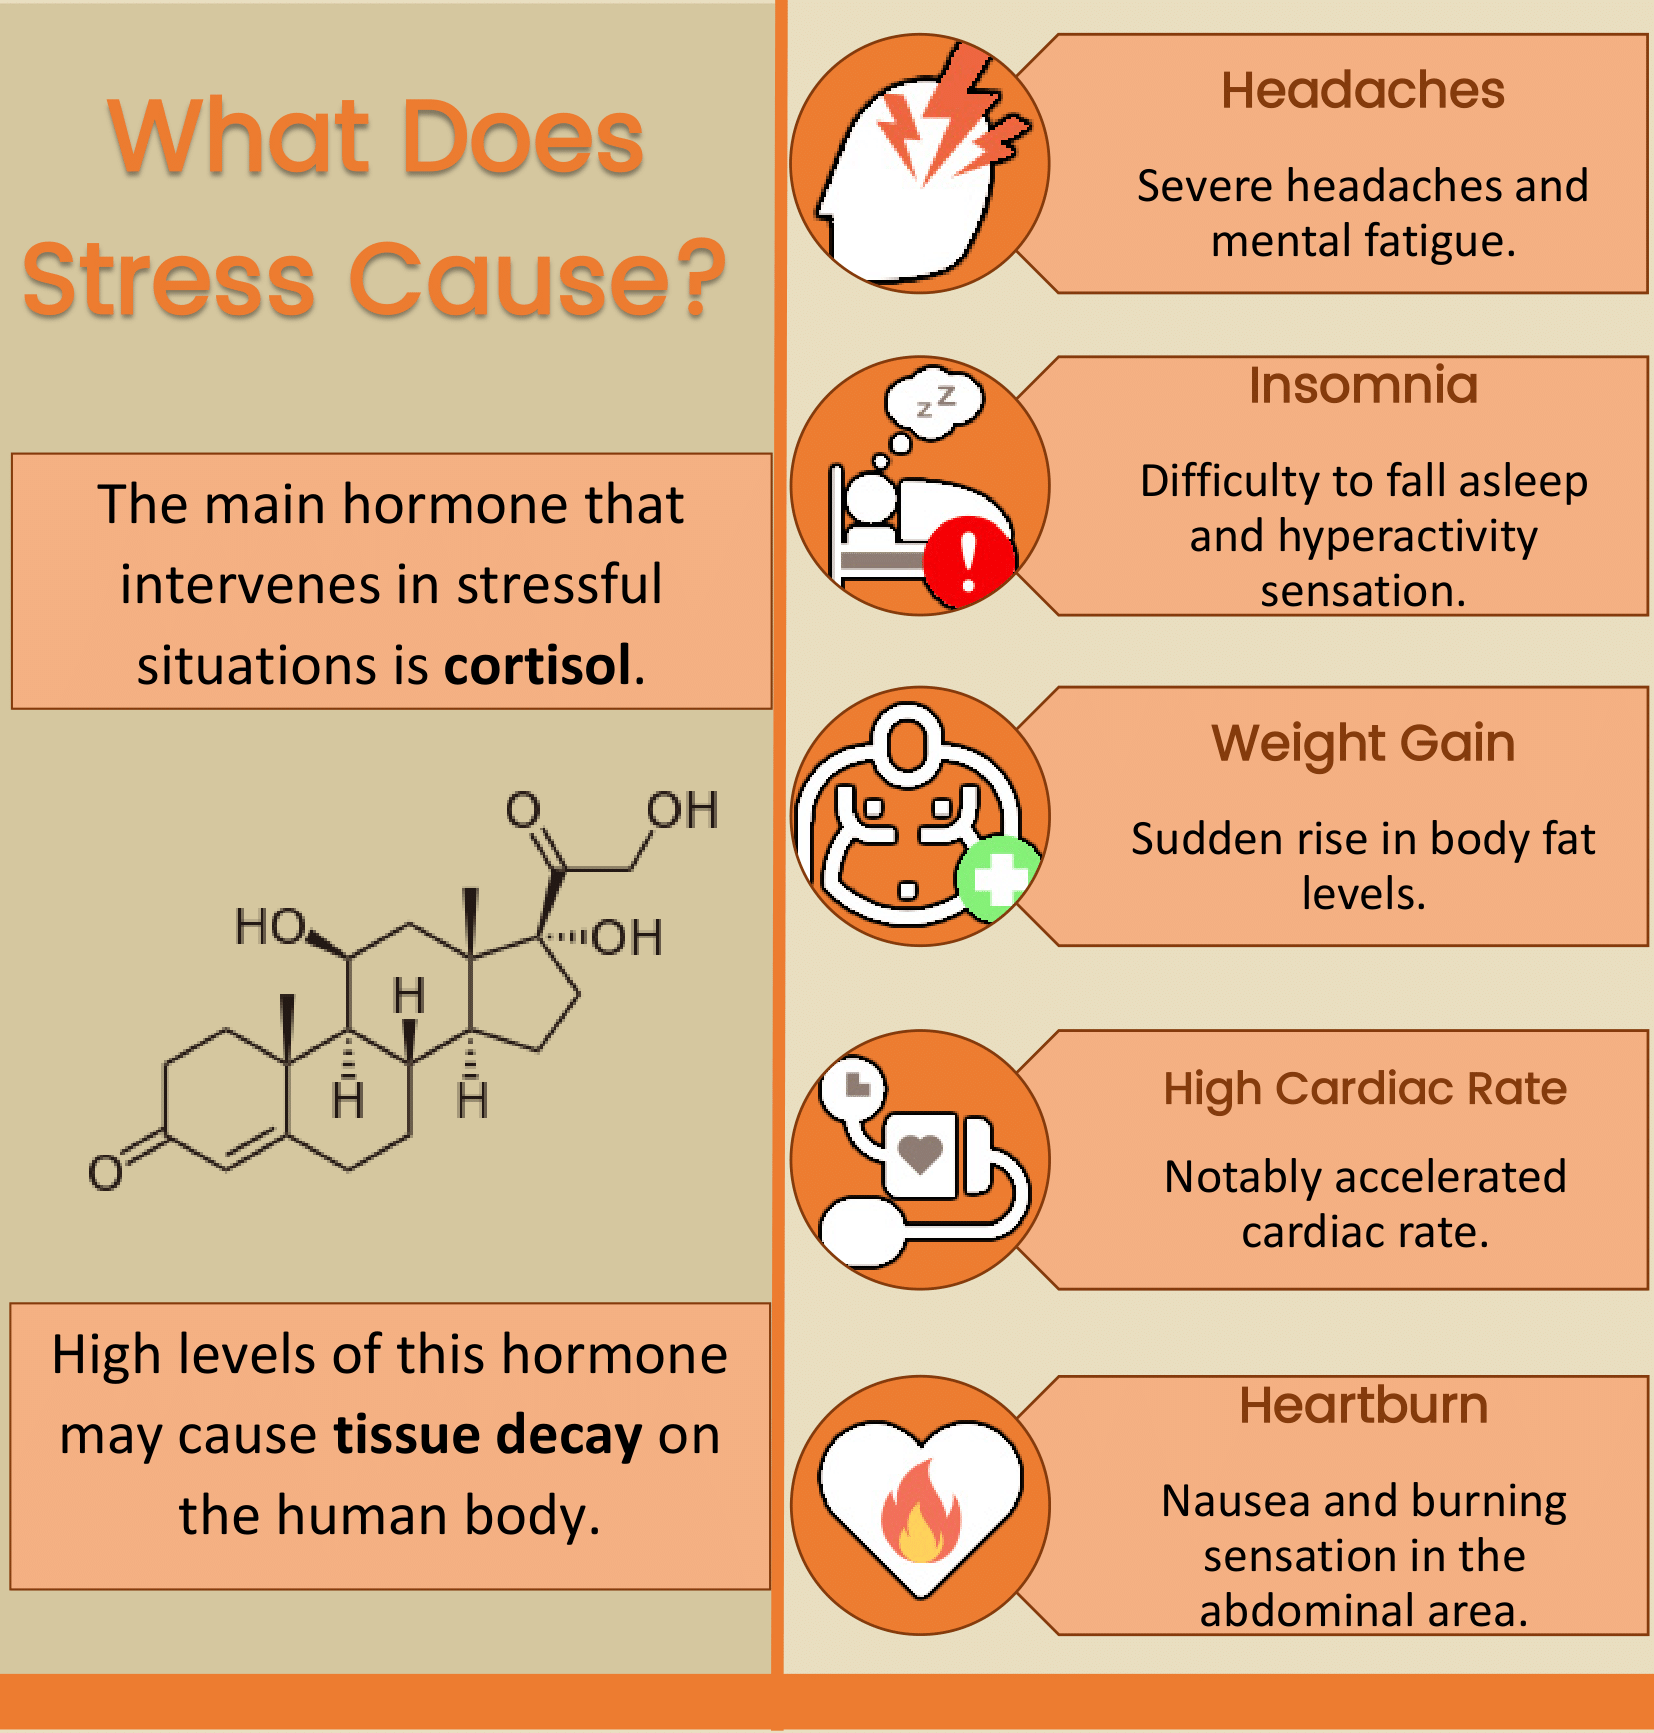 What Does
Stress Cause?
The main hormone that
intervenes in stressful
situations is cortisol.
O
OH
HO
OH
H
H
H
O
High levels of this hormone
may cause tissue decay on
the human body.
Headaches
Severe headaches and
mental fatigue.
z z
Insomnia
Difficulty to fall asleep
and hyperactivity
sensation.
!
Weight Gain
Sudden rise in body fat
levels.
High Cardiac Rate
Notably accelerated
cardiac rate.
Heartburn
Nausea and burning
sensation in the
abdominal area.